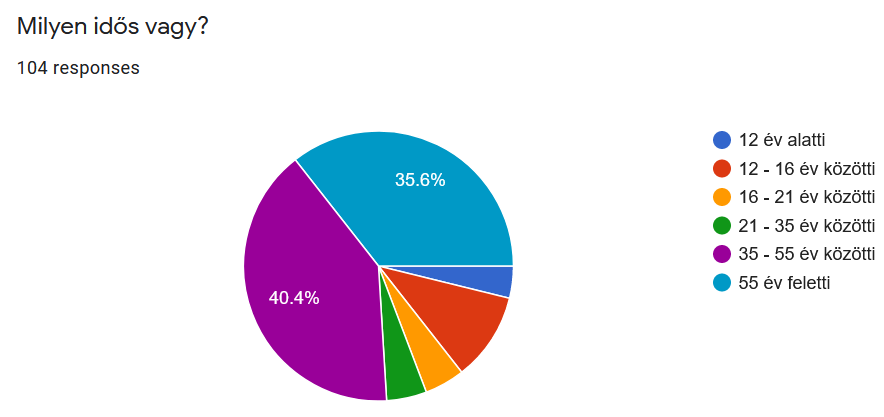 Milyen idős vagy?
104 responses
35.6%
40.4%
12 év alatti
12 - 16 év közötti
16 - 21 év közötti
21 - 35 év közötti
35 - 55 év közötti
55 év feletti